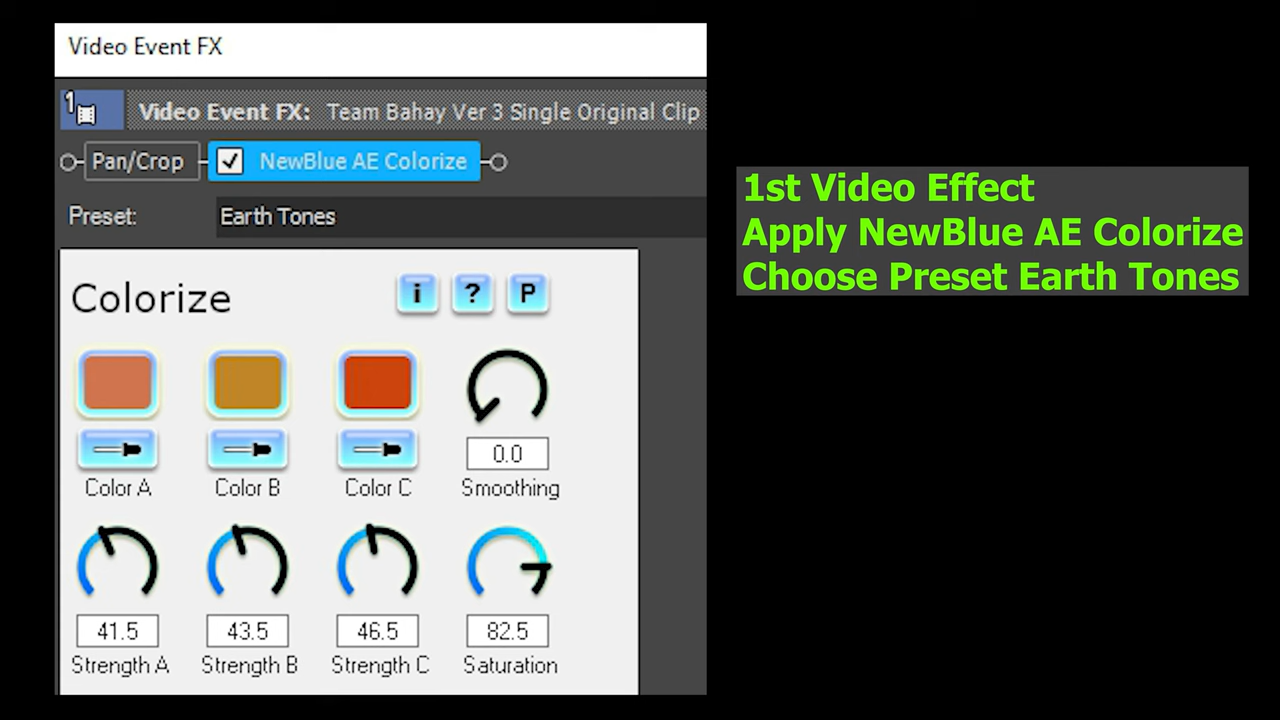 Video Event FX
1
Video Event FX: Team Bahay Ver 3 Single Original Clip
Pan/Crop NewBlue AE Colorize
Preset: Earth Tones
Colorize i ? P
0.0
Color A Color B Color C Smoothing
41.5 43.5 46.5 82.5
Strength A Strength B Strength C Saturation
1st Video Effect
Apply NewBlue AE Colorize
Choose Preset Earth Tones